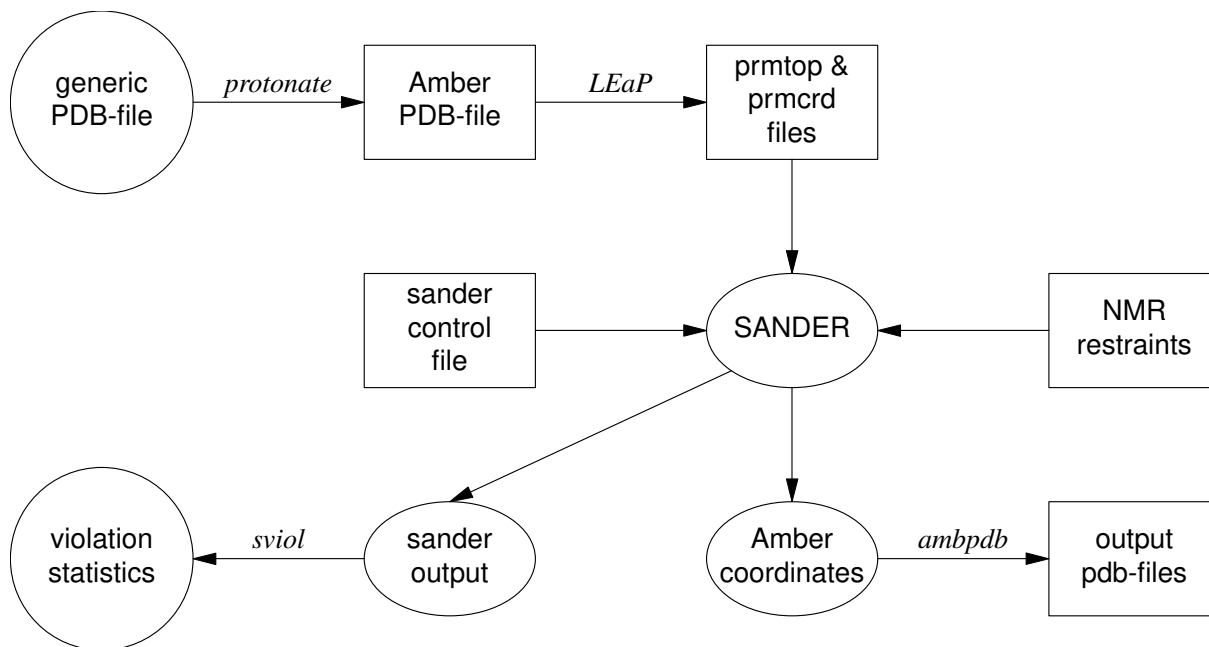 generic
PDB-file
protonate
Amber
PDB-file
LEaP
prmtop &
prmcrd
files
sander
control
file
SANDER
NMR
restraints
violation
statistics
sviol
sander
output
Amber
coordinates
ambpdb
output
pdb-files